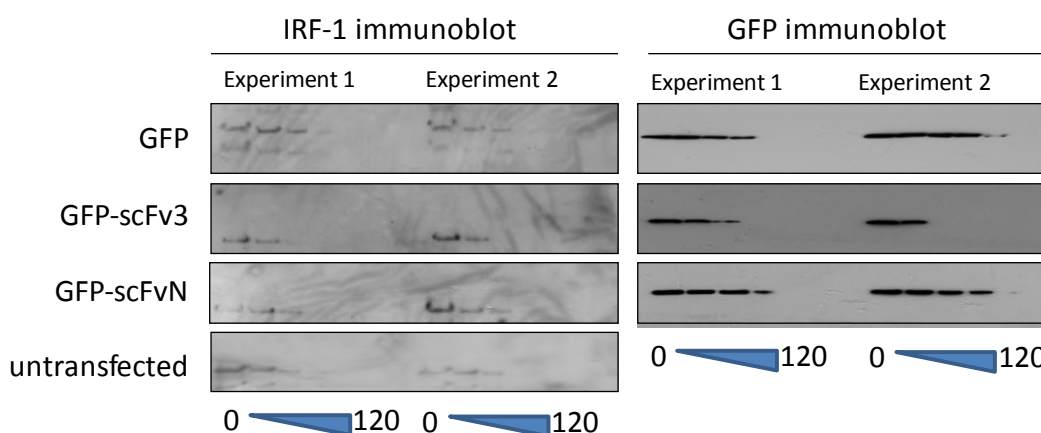 IRF-1 immunoblot GFP immunoblot
Experiment 1 Experiment 2 Experiment 1 Experiment 2
GFP
GFP-scFv3
GFP-scFvN
untransfected
0 120 0 120
0 120 0 120